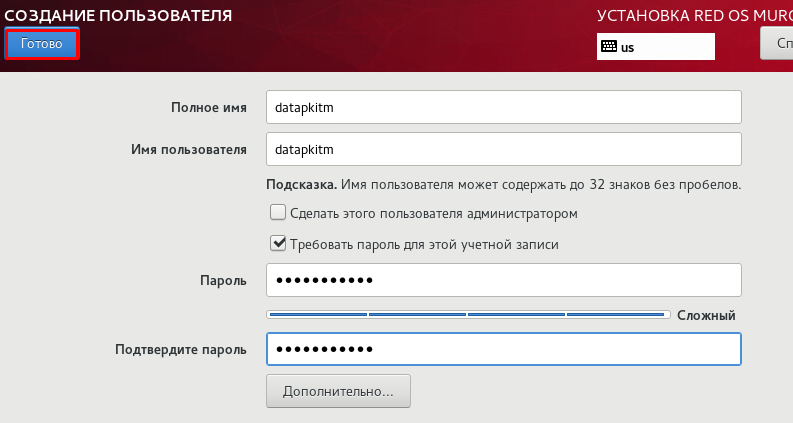 СОЗДАНИЕ ПОЛЬЗОВАТЕЛЯ
УСТАНОВКА RED OS
Готово
us
Полное имя
datapkitm
Имя пользователя
datapkitm
Подсказка. Имя пользователя может содержать до 32 знаков без пробелов.
Сделать этого пользователя администратором
Требовать пароль для этой учетной записи
Пароль
●●●●●●●●●●●
Сложный
Подтвердите пароль
●●●●●●●●●●●
Дополнительно...